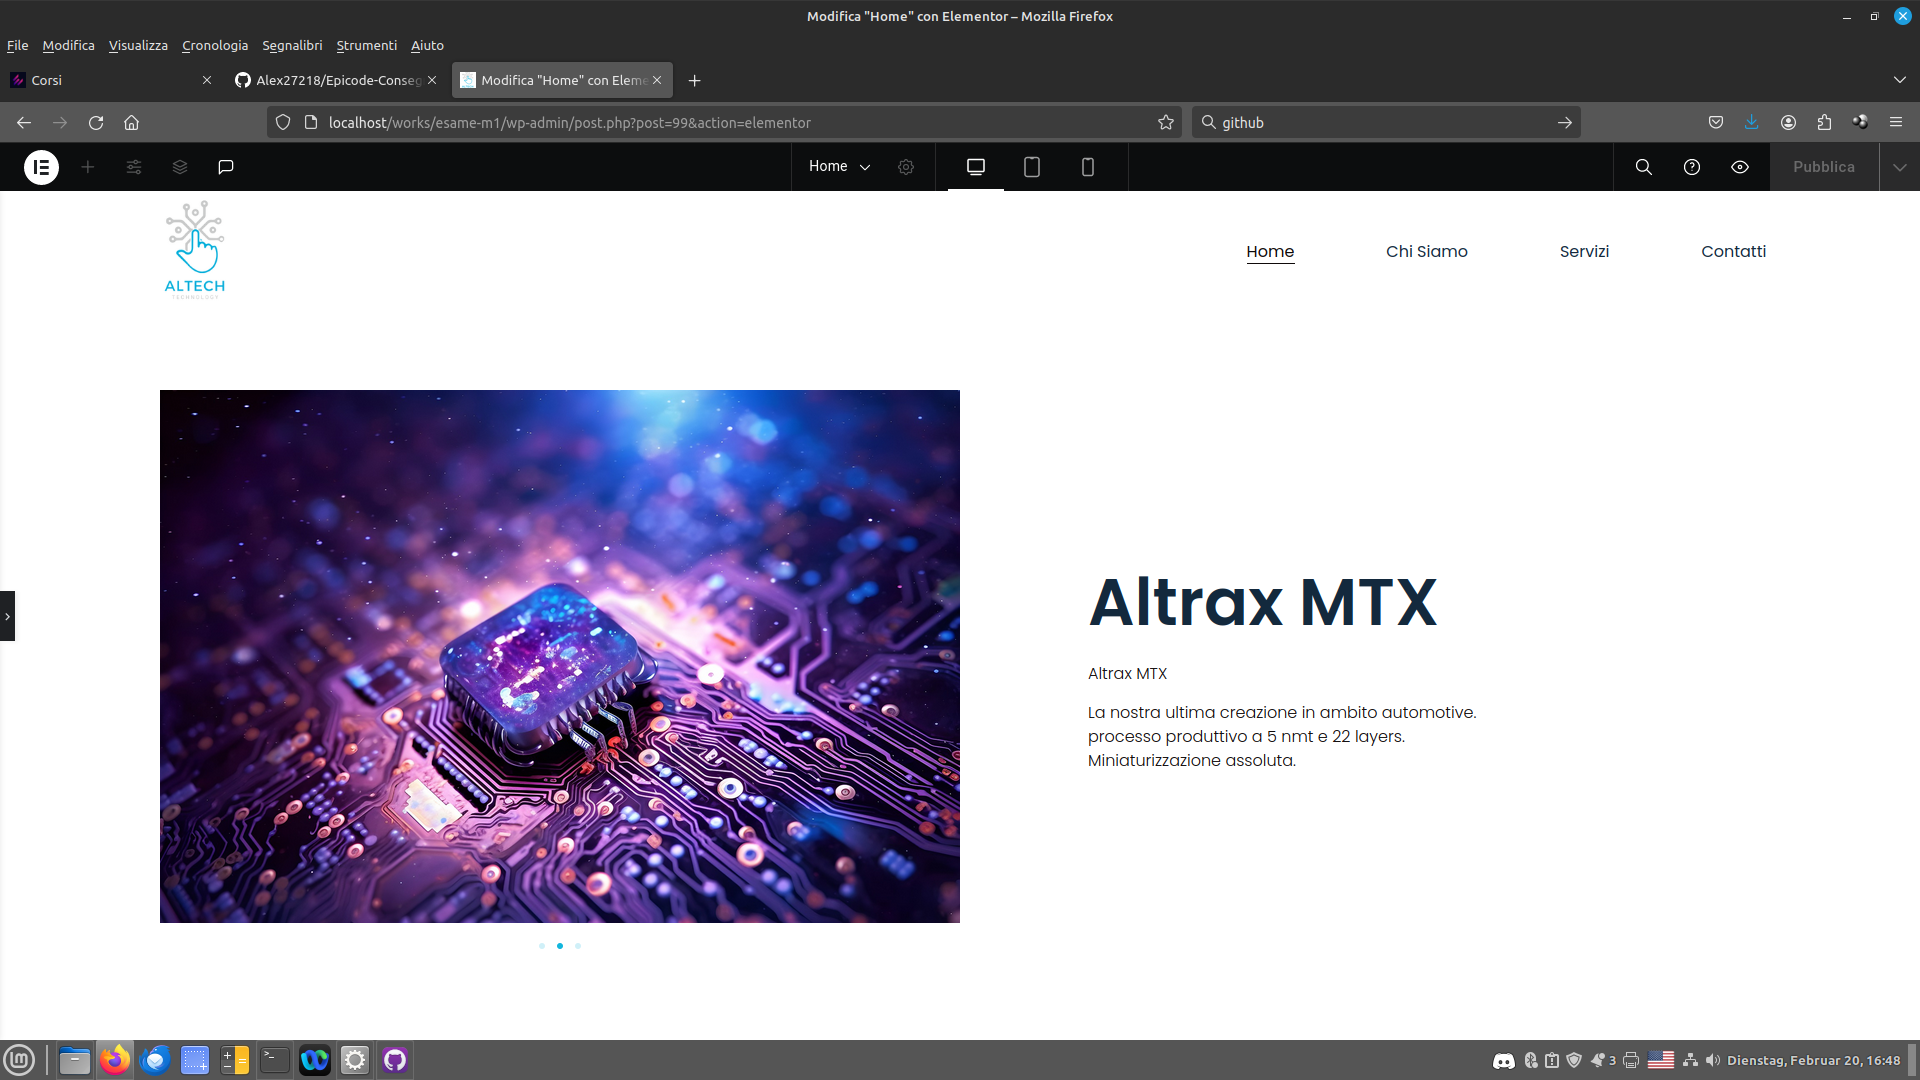 Modifica "Home" con Elementor – Mozilla Firefox
File Modifica Visualizza Cronologia Segnalibri Strumenti Aiuto
Corsi
Alex27218/Epicode-Conseg
Modifica "Home" con Eleme
localhost/works/esame-m1/wp-admin/post.php?post=99&action=elementor
github
Home
Pubblica
ALTECH
TECHNOLOGY
Home
Chi Siamo
Servizi
Contatti
Altrax MTX
Altrax MTX
La nostra ultima creazione in ambito automotive.
processo produttivo a 5 nmt e 22 layers.
Miniaturizzazione assoluta.
3
Dienstag, Februar 20, 16:48